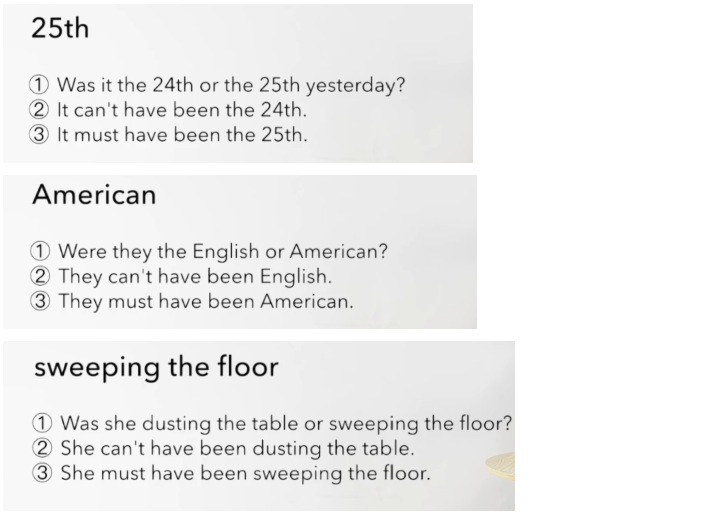 25th
① Was it the 24th or the 25th yesterday?
② It can't have been the 24th.
③ It must have been the 25th.
American
① Were they the English or American?
② They can't have been English.
③ They must have been American.
sweeping the floor
① Was she dusting the table or sweeping the floor?
② She can't have been dusting the table.
③ She must have been sweeping the floor.